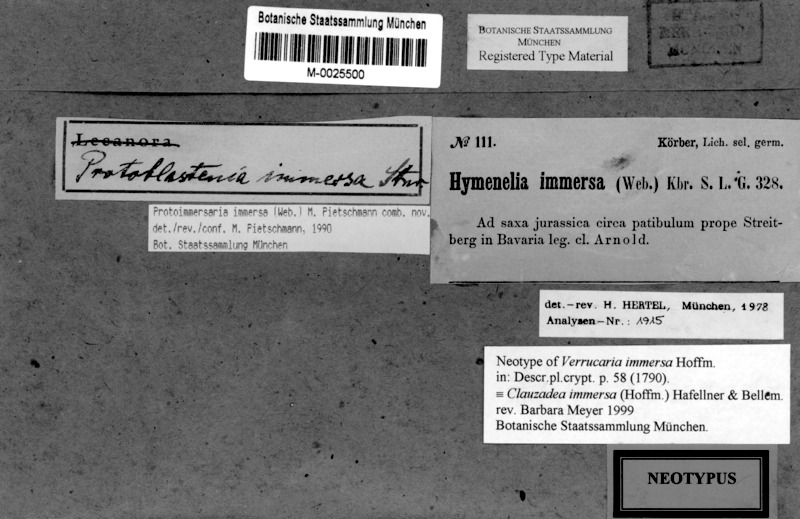 Botanische Staatssammlung München
M-0025500
BOTANISCHE STAATSSAMMLUNG
MÜNCHEN
Registered Type Material
Lecanora
Protoblastenia immersa
Protoimmersaria immersa (Web.) M. Pietschmann comb. nov.
det./rev./conf. M. Pietschmann, 1990
Bot. Staatssammlung München
№ 111. Körber, Lich. sel. germ.
Hymenelia immersa (Web.) Kbr. S. L. G. 328.
Ad saxa jurassica circa patibulum prope Streit-
berg in Bavaria leg. cl. Arnold.
det.-rev. H. HERTEL, München, 1978
Analysen-Nr.: 1915
Neotype of Verrucaria immersa Hoffm.
in: Descr.pl.crypt. p. 58 (1790).
≡ Clauzadea immersa (Hoffm.) Hafellner & Bellem.
rev. Barbara Meyer 1999
Botanische Staatssammlung München.
NEOTYPUS